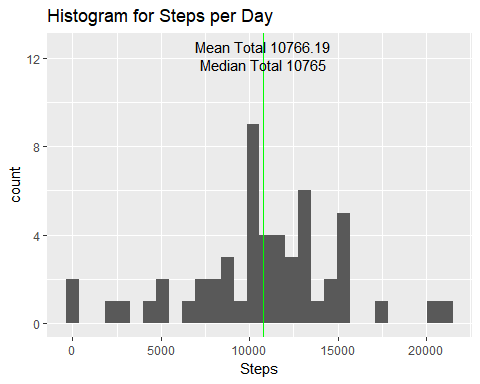 Histogram for Steps per Day
Mean Total 10766.19
Median Total 10765
12
8
4
0
count
0
5000
10000
15000
20000
Steps